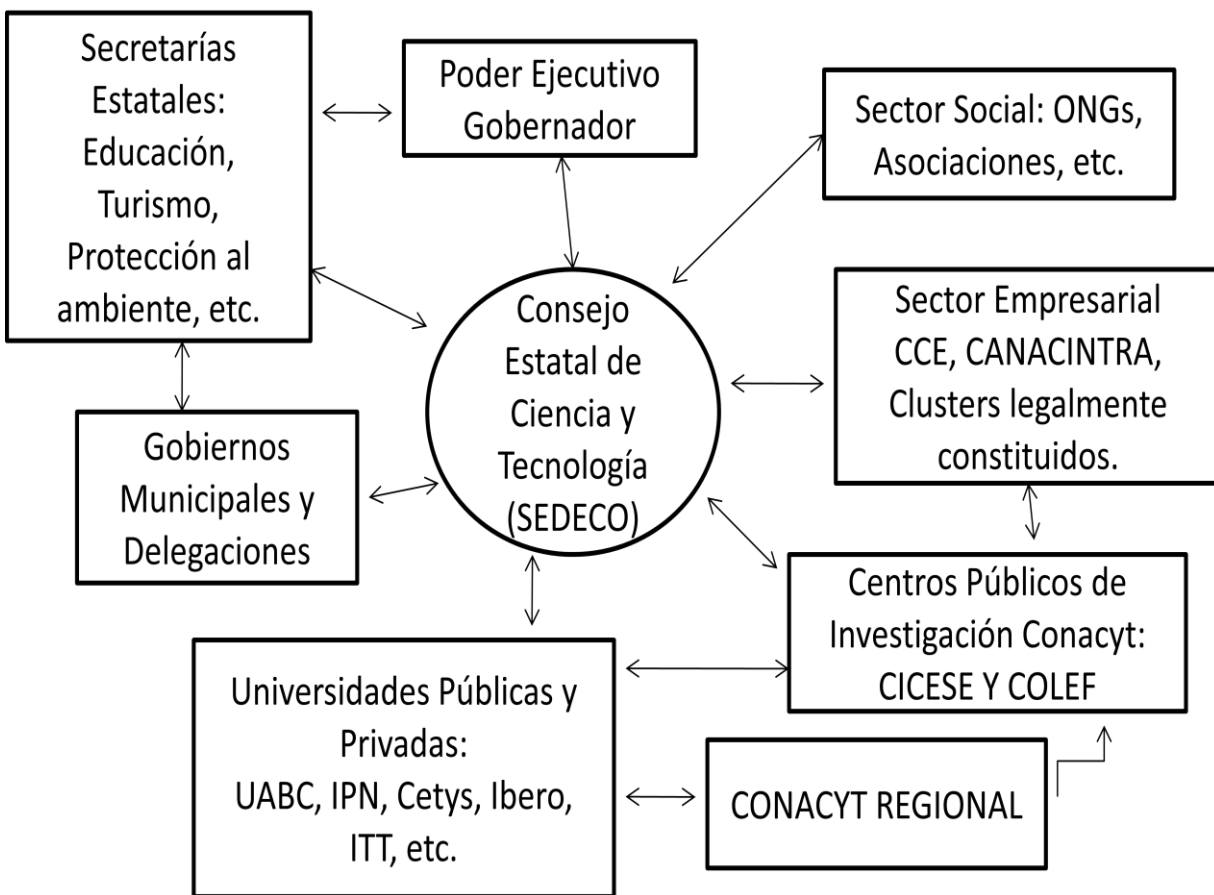 Secretarías
Estatales:
Educación,
Turismo,
Protección al
ambiente, etc.
Poder Ejecutivo
Gobernador
Sector Social: ONGs,
Asociaciones, etc.
Consejo
Estatal de
Ciencia y
Tecnología
(SEDECO)
Sector Empresarial
CCE, CANACINTRA,
Clusters legalmente
constituidos.
Gobiernos
Municipales y
Delegaciones
Centros Públicos de
Investigación Conacyt:
CICESE Y COLEF
Universidades Públicas y
Privadas:
UABC, IPN, Cetys, Ibero,
ITT, etc.
CONACYT REGIONAL